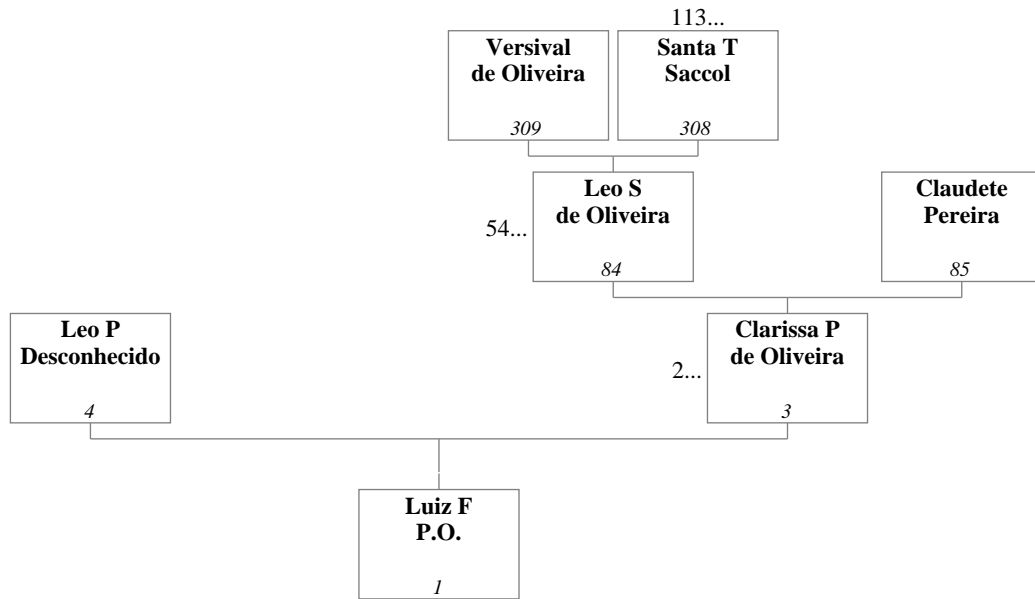 113...
Versival
de Oliveira
309
Santa T
Saccol
308
54...
Leo S
de Oliveira
84
Claudete
Pereira
85
Leo P
Desconhecido
4
2...
Clarissa P
de Oliveira
3
Luiz F
P.O.
1